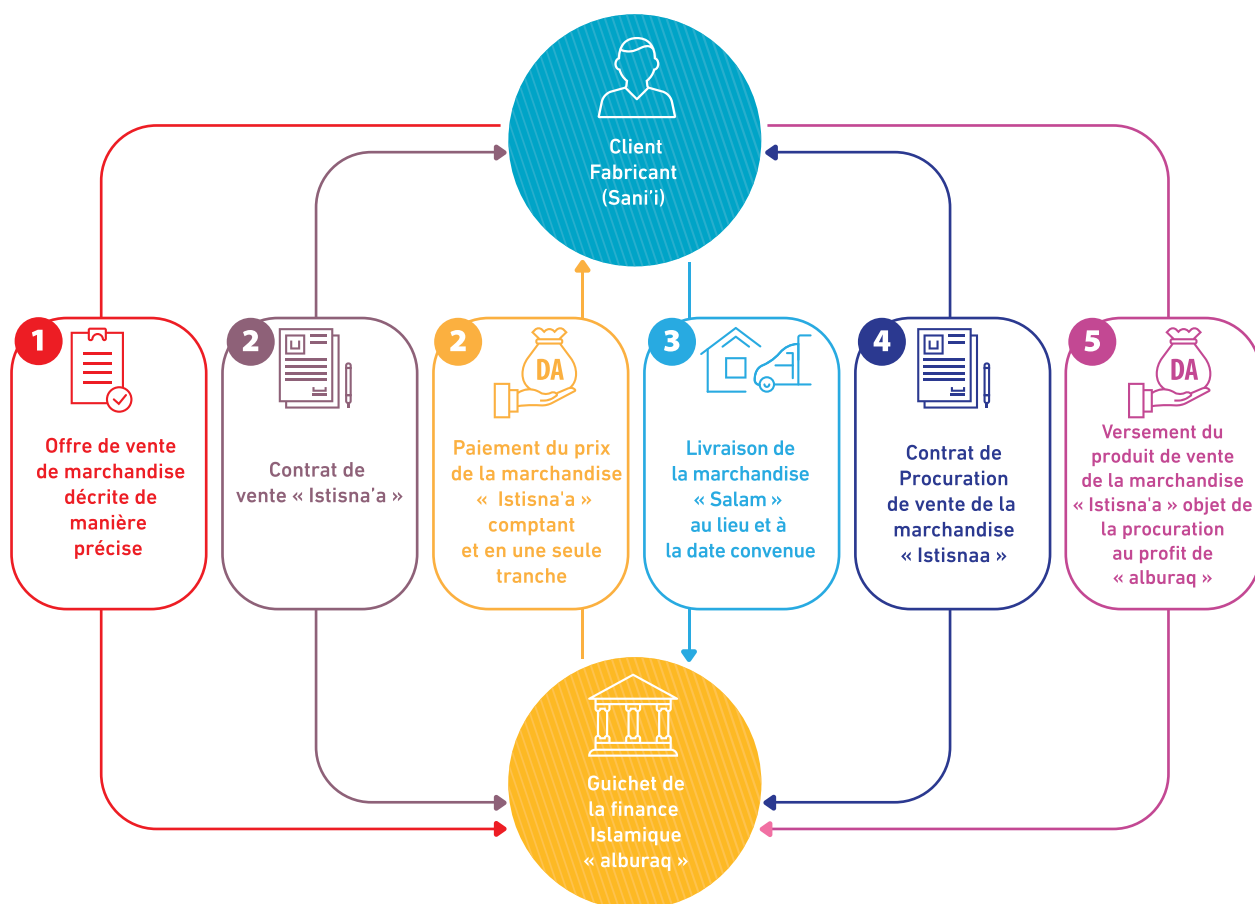 Client
Fabricant
(Sani’i)
1
Offre de vente
de marchandise
décrite de
manière
précise
2
Contrat de
vente « Istisna’a »
2
DA
Paiement du prix
de la marchandise
« Istisna'a »
comptant
et en une seule
tranche
3
Livraison de
la marchandise
« Salam »
au lieu et à
la date convenue
4
Contrat de
Procuration
de vente de la
marchandise
« Istisnaa »
5
DA
Versement du
produit de vente
de la marchandise
« Istisna'a » objet de
la procuration
au profit de
« alburaq »
Guichet de
la finance
Islamique
« alburaq »